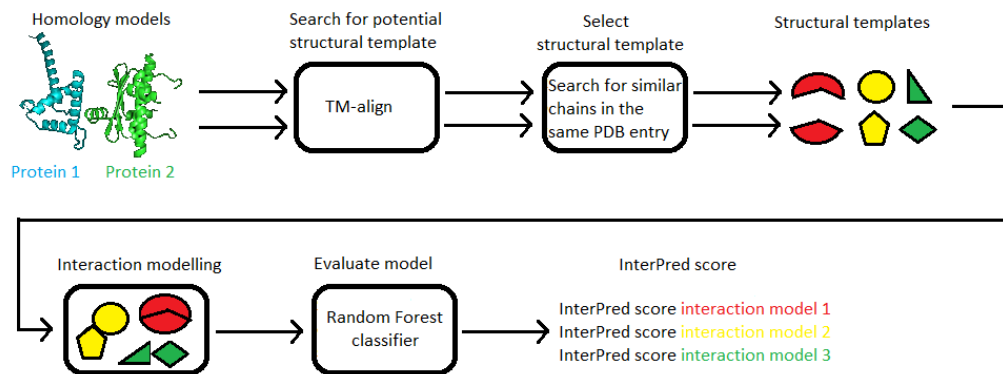 Homology models
Search for potential
structural template
Select
structural template
Structural templates
TM-align
Search for similar
chains in the
same PDB entry
Protein 1
Protein 2
Interaction modelling
Evaluate model
InterPred score
Random Forest
classifier
InterPred score interaction model 1
InterPred score interaction model 2
InterPred score interaction model 3